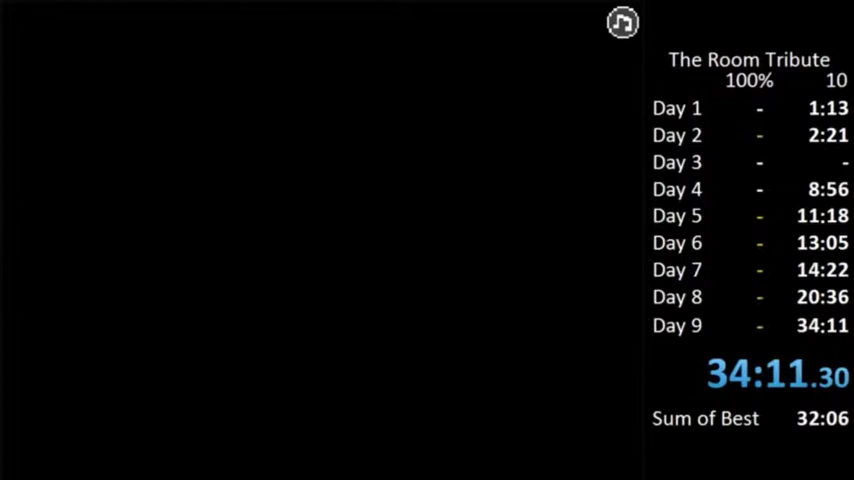 The Room Tribute
100% 10
Day 1 - 1:13
Day 2 - 2:21
Day 3 - -
Day 4 - 8:56
Day 5 - 11:18
Day 6 - 13:05
Day 7 - 14:22
Day 8 - 20:36
Day 9 - 34:11
34:11.30
Sum of Best 32:06